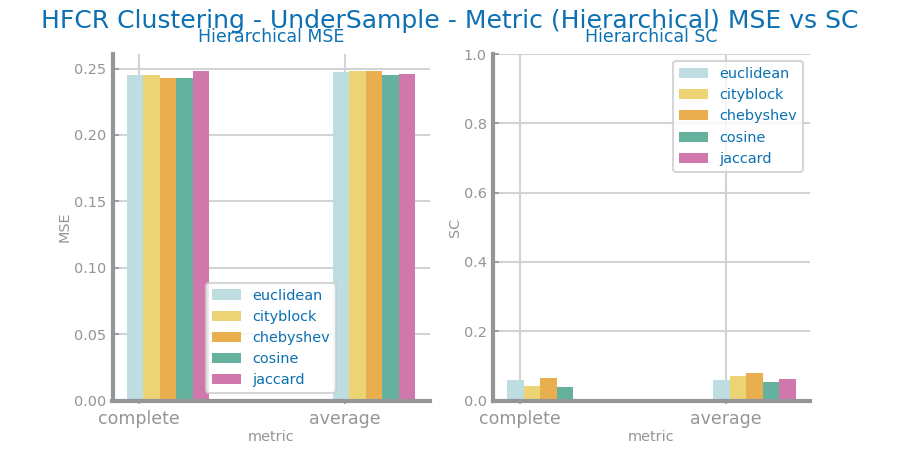 HFCR Clustering - UnderSample - Metric (Hierarchical) MSE vs SC
Hierarchical MSE
0.25
0.20
0.15
0.10
0.05
0.00
MSE
euclidean
cityblock
chebyshev
cosine
jaccard
complete
average
metric
Hierarchical SC
1.0
0.8
0.6
0.4
0.2
0.0
SC
euclidean
cityblock
chebyshev
cosine
jaccard
complete
average
metric